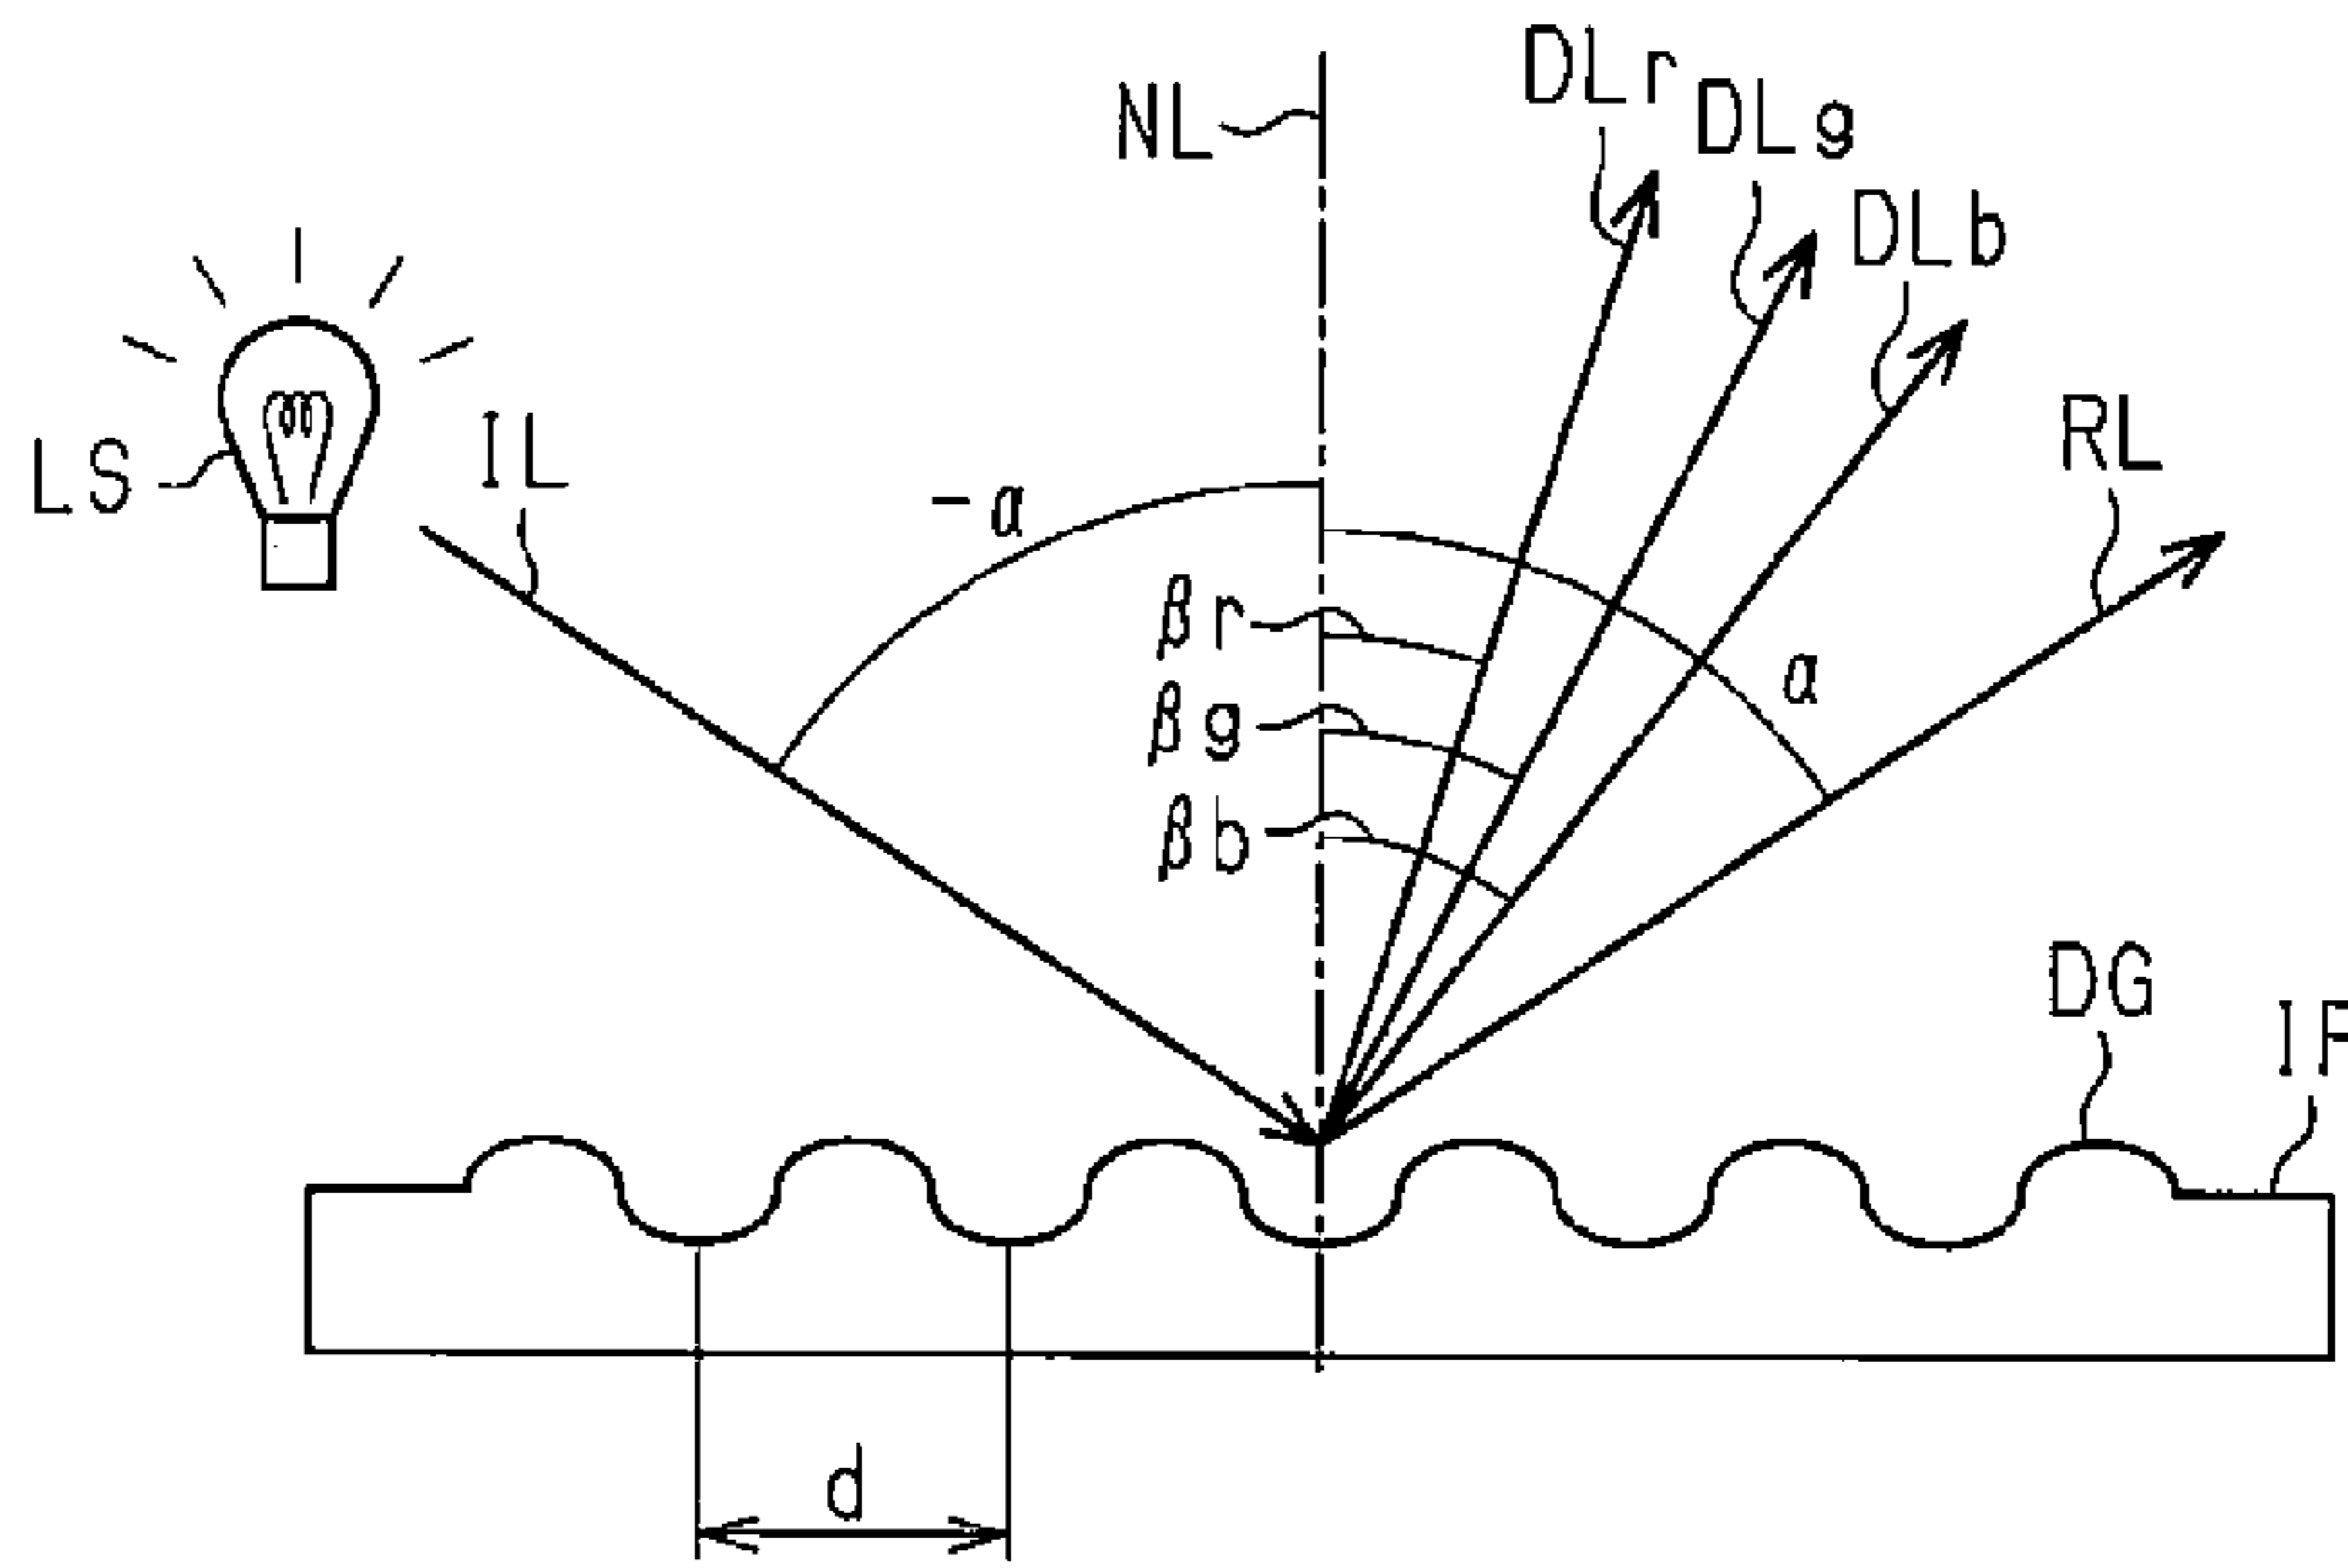 DLr
DLg
NL
DLb
RL
IL
LS
-α
βr
α
βg
βb
DG
IF
d